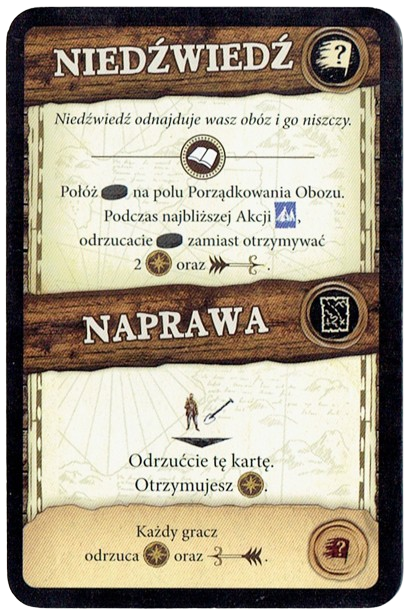 NIEDŹWIEDŹ
?
Niedźwiedź odnajduje wasz obóz i go niszczy.
Połóż na polu Porządkowania Obozu.
Podczas najbliższej Akcji ,
odrzucacie zamiast otrzymywać
2 oraz .
NAPRAWA
Odrzućcie tę kartę.
Otrzymujesz .
Każdy gracz
odrzuca oraz .
?